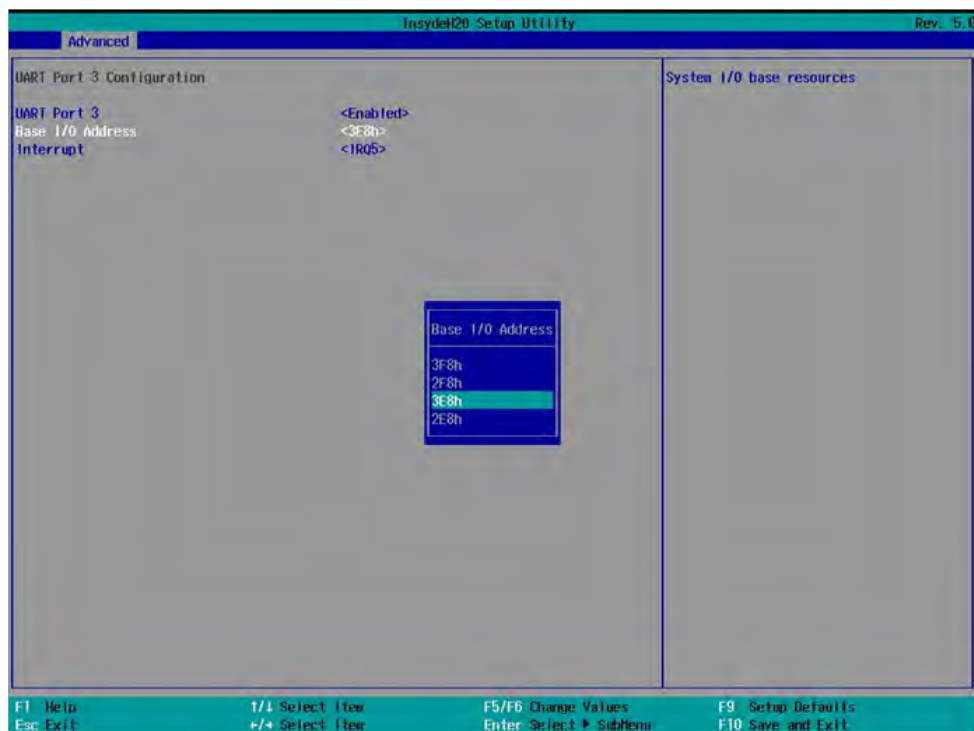 InsydeH20 Setup Utility
Rev. 5.0
Advanced
UART Port 3 Configuration
System I/O base resources
UART Port 3 <Enabled>
Base I/O Address <3E8h>
Interrupt <IRQ5>
Base I/O Address
3F8h
2F8h
3E8h
2E8h
F1 Help ↑/↓ Select Item F5/F6 Change Values F9 Setup Defaults
Esc Exit ←/→ Select Item Enter Select ▶ SubMenu F10 Save and Exit